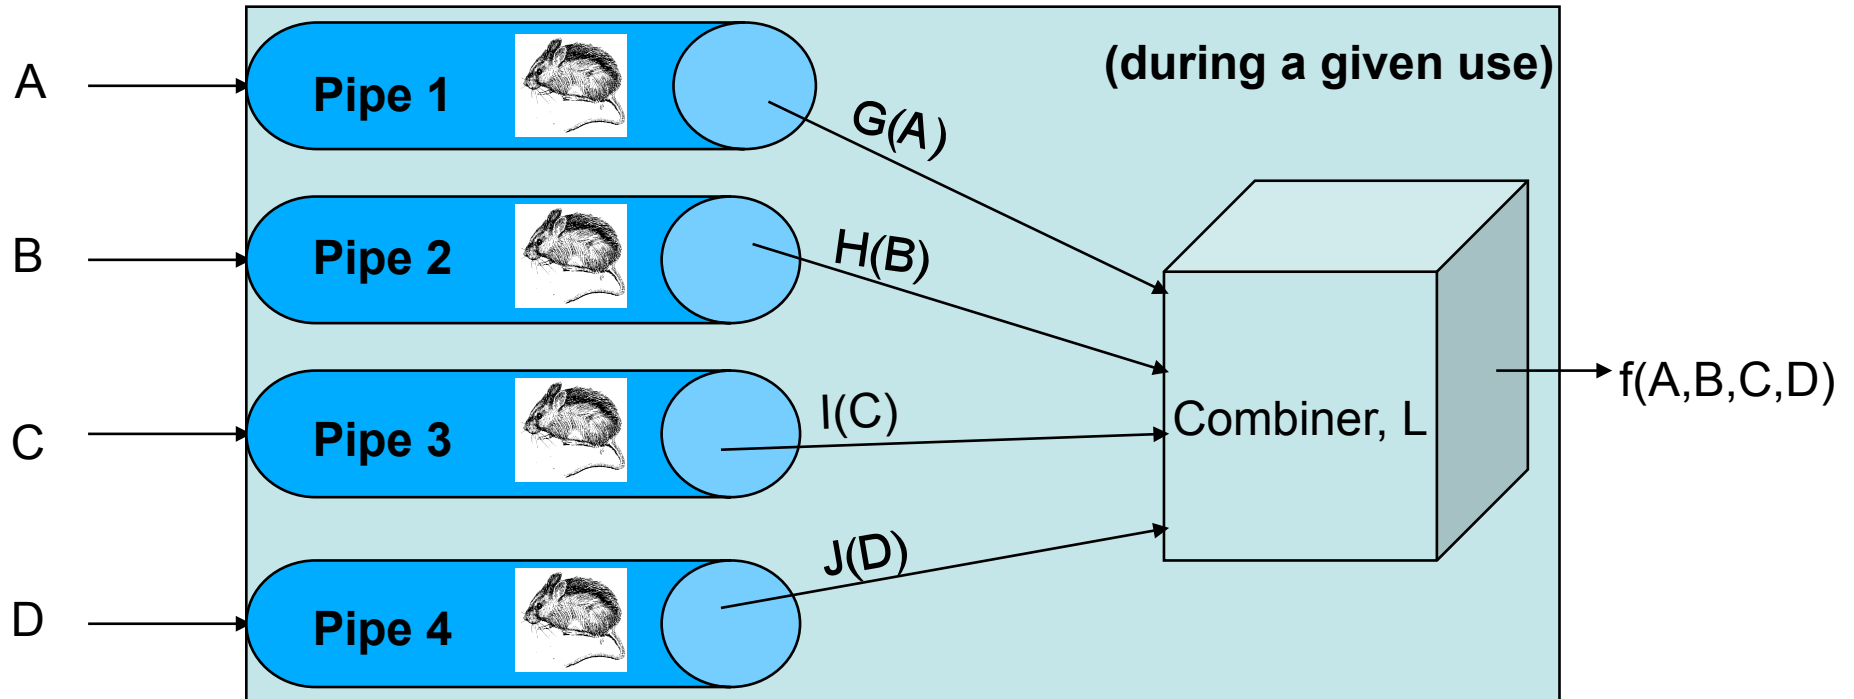 (during a given use)
A
Pipe 1
G(A)
B
Pipe 2
H(B)
C
Pipe 3
I(C)
Combiner, L
f(A,B,C,D)
D
Pipe 4
J(D)